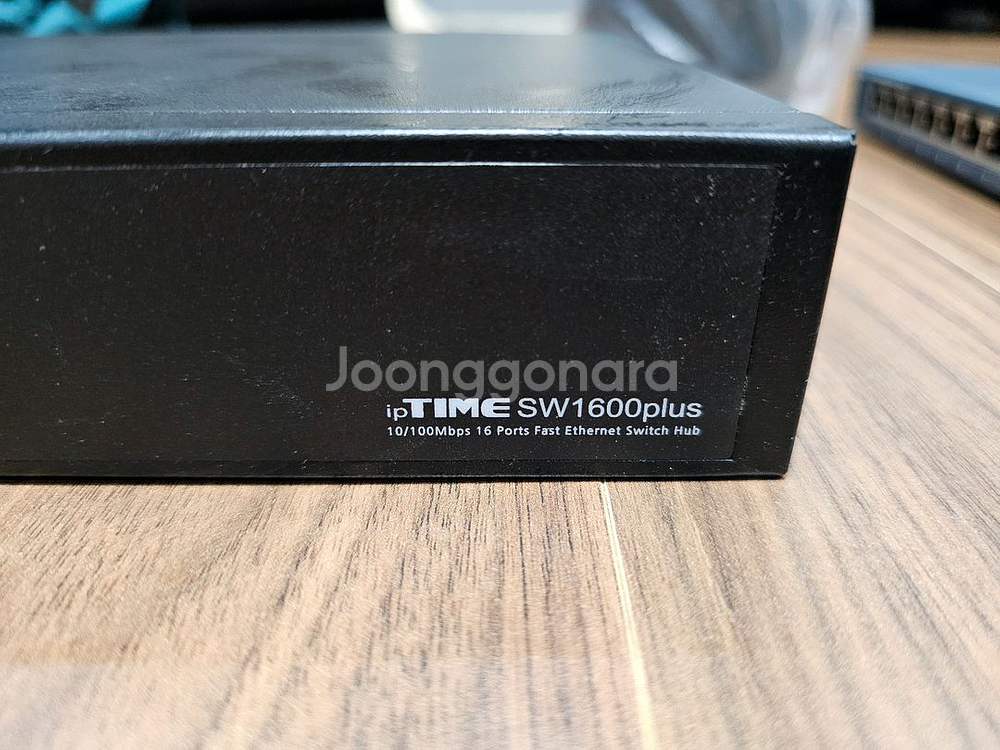 Joonggonara
ipTIME SW1600plus
10/100Mbps 16 Ports Fast Ethernet Switch Hub